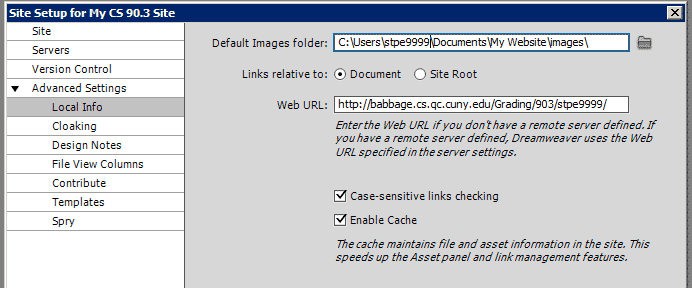 Site Setup for My CS 90.3 Site
Site
Servers
Version Control
Advanced Settings
Local Info
Cloaking
Design Notes
File View Columns
Contribute
Templates
Spry
Default Images folder: C:\Users\stpe9999\Documents\My Website\images\
Links relative to: Document Site Root
Web URL: http://babbage.cs.qc.cuny.edu/Grading/903/stpe9999/
Enter the Web URL if you don't have a remote server defined. If
you have a remote server defined, Dreamweaver uses the Web
URL specified in the server settings.
Case-sensitive links checking
Enable Cache
The cache maintains file and asset information in the site. This
speeds up the Asset panel and link management features.